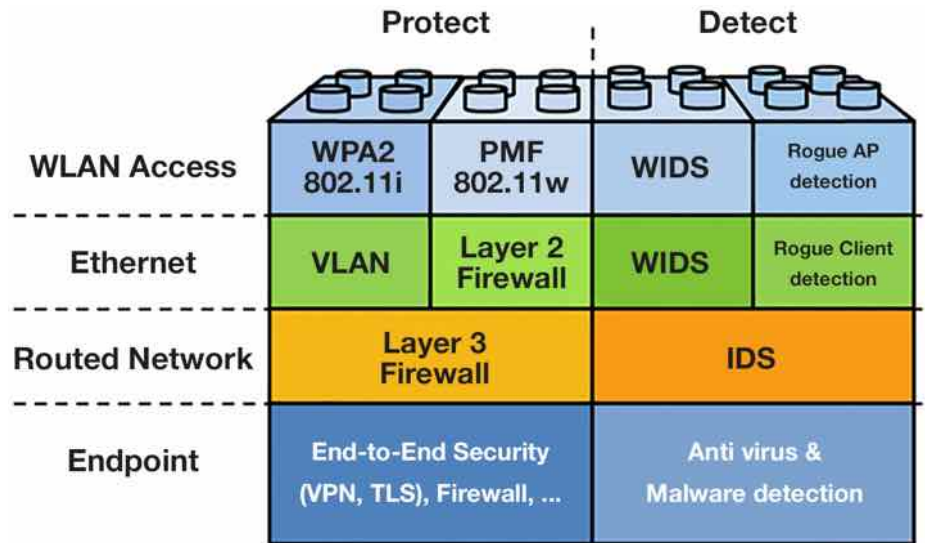 Protect
Detect
WLAN Access
WPA2
802.11i
PMF
802.11w
WIDS
Rogue AP
detection
Ethernet
VLAN
Layer 2
Firewall
WIDS
Rogue Client
detection
Routed Network
Layer 3
Firewall
IDS
Endpoint
End-to-End Security
(VPN, TLS), Firewall, ...
Anti virus &
Malware detection